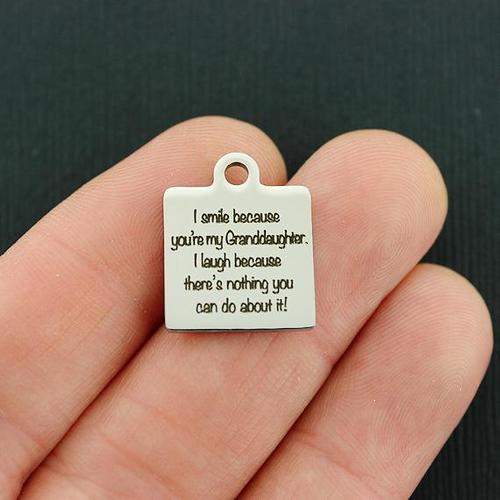 I smile because
you're my Granddaughter.
I laugh because
there's nothing you
can do about it!